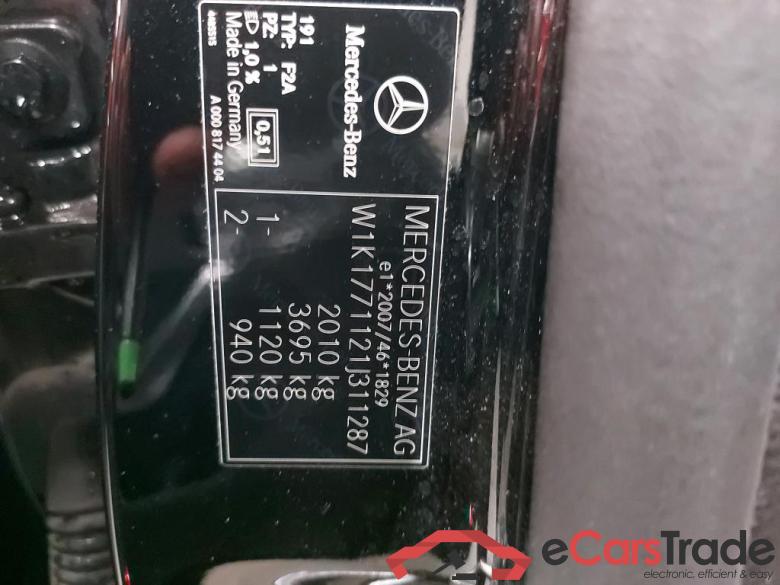 Mercedes-Benz
191
TYP: F2A
PZ: 1
1,0 %
Made in Germany
0,51
A 000 817 44 04
MERCEDES-BENZ AG
e1*2007/46*1829
W1K1771121J311287
2010 kg
3695 kg
1- 1120 kg
2- 940 kg
eCarsTrade
electronic, efficient & easy